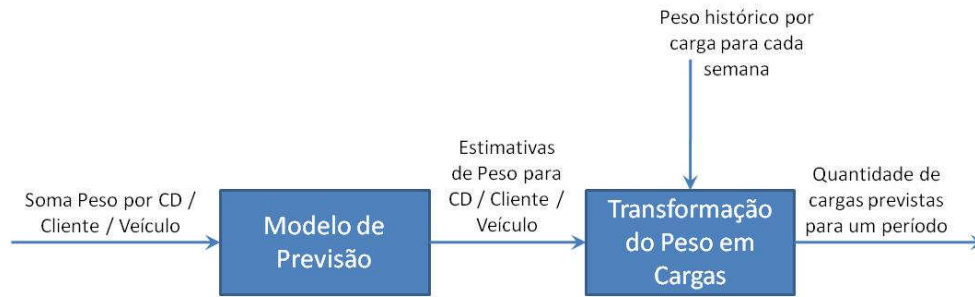 Peso histórico por
carga para cada
semana
Soma Peso por CD /
Cliente / Veículo
Modelo de
Previsão
Estimativas
de Peso para
CD / Cliente /
Veículo
Transformação
do Peso em
Cargas
Quantidade de
cargas previstas
para um período